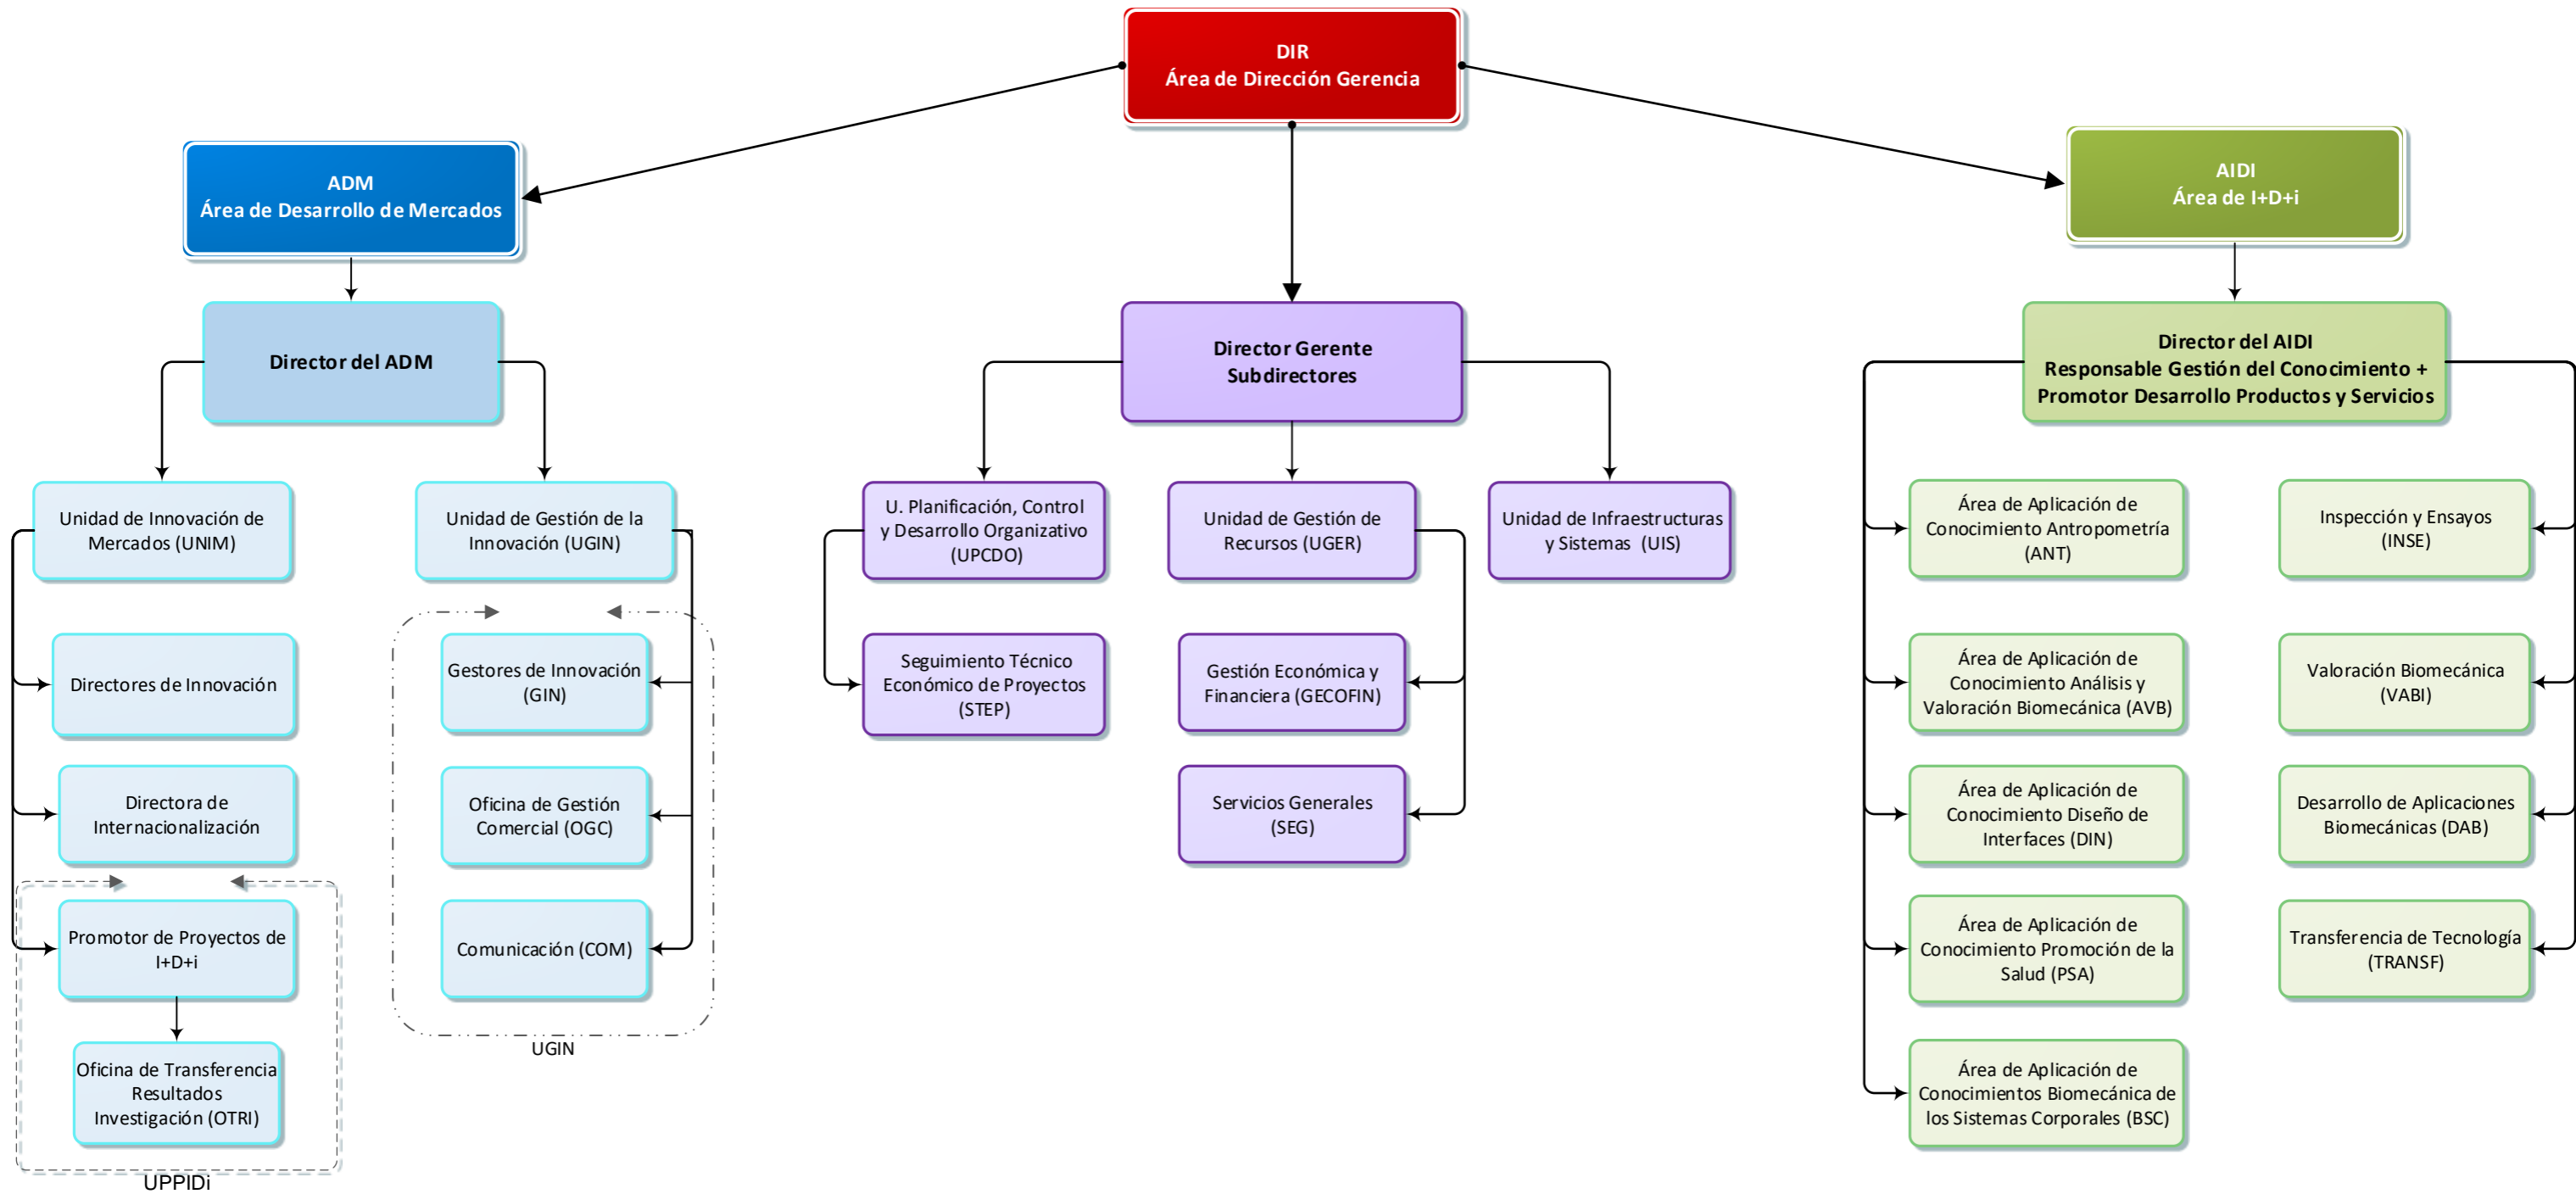 DIR
Área de Dirección Gerencia
ADM
Área de Desarrollo de Mercados
AIDI
Área de I+D+i
Director del ADM
Director Gerente
Subdirectores
Director del AIDI
Responsable Gestión del Conocimiento +
Promotor Desarrollo Productos y Servicios
Unidad de Innovación de
Mercados (UNIM)
Unidad de Gestión de la
Innovación (UGIN)
U. Planificación, Control
y Desarrollo Organizativo
(UPCDO)
Unidad de Gestión de
Recursos (UGER)
Unidad de Infraestructuras
y Sistemas (UIS)
Área de Aplicación de
Conocimiento Antropometría
(ANT)
Inspección y Ensayos
(INSE)
Directores de Innovación
Gestores de Innovación
(GIN)
Seguimiento Técnico
Económico de Proyectos
(STEP)
Gestión Económica y
Financiera (GECOFIN)
Área de Aplicación de
Conocimiento Análisis y
Valoración Biomecánica (AVB)
Valoración Biomecánica
(VABI)
Directora de
Internacionalización
Oficina de Gestión
Comercial (OGC)
Servicios Generales
(SEG)
Área de Aplicación de
Conocimiento Diseño de
Interfaces (DIN)
Desarrollo de Aplicaciones
Biomecánicas (DAB)
Promotor de Proyectos de
I+D+i
Comunicación (COM)
Área de Aplicación de
Conocimiento Promoción de la
Salud (PSA)
Transferencia de Tecnología
(TRANSF)
UGIN
Oficina de Transferencia
Resultados
Investigación (OTRI)
Área de Aplicación de
Conocimientos Biomecánica de
los Sistemas Corporales (BSC)
UPPIDi